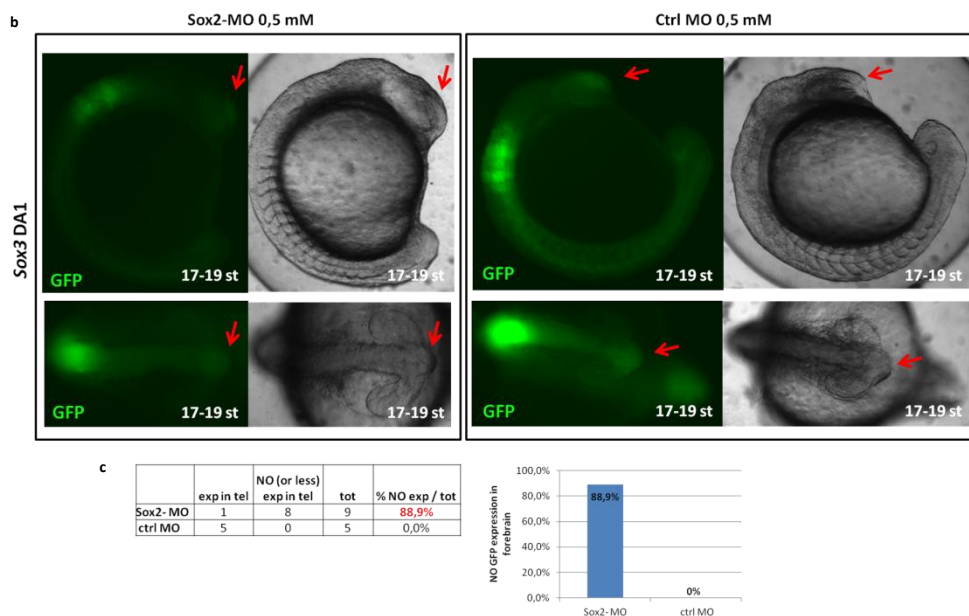 b
Sox2-MO 0,5 mM
Ctrl MO 0,5 mM
Sox3 DA1
GFP
17-19 st
17-19 st
GFP
17-19 st
17-19 st
GFP
17-19 st
17-19 st
GFP
17-19 st
17-19 st
c
exp in tel
NO (or less)
exp in tel
tot
% NO exp / tot
Sox2- MO 1 8 9 88,9%
ctrl MO 5 0 5 0,0%
NO GFP expression in
forebrain
100,0%
80,0%
60,0%
40,0%
20,0%
0,0%
88,9%
0%
Sox2- MO
ctrl MO